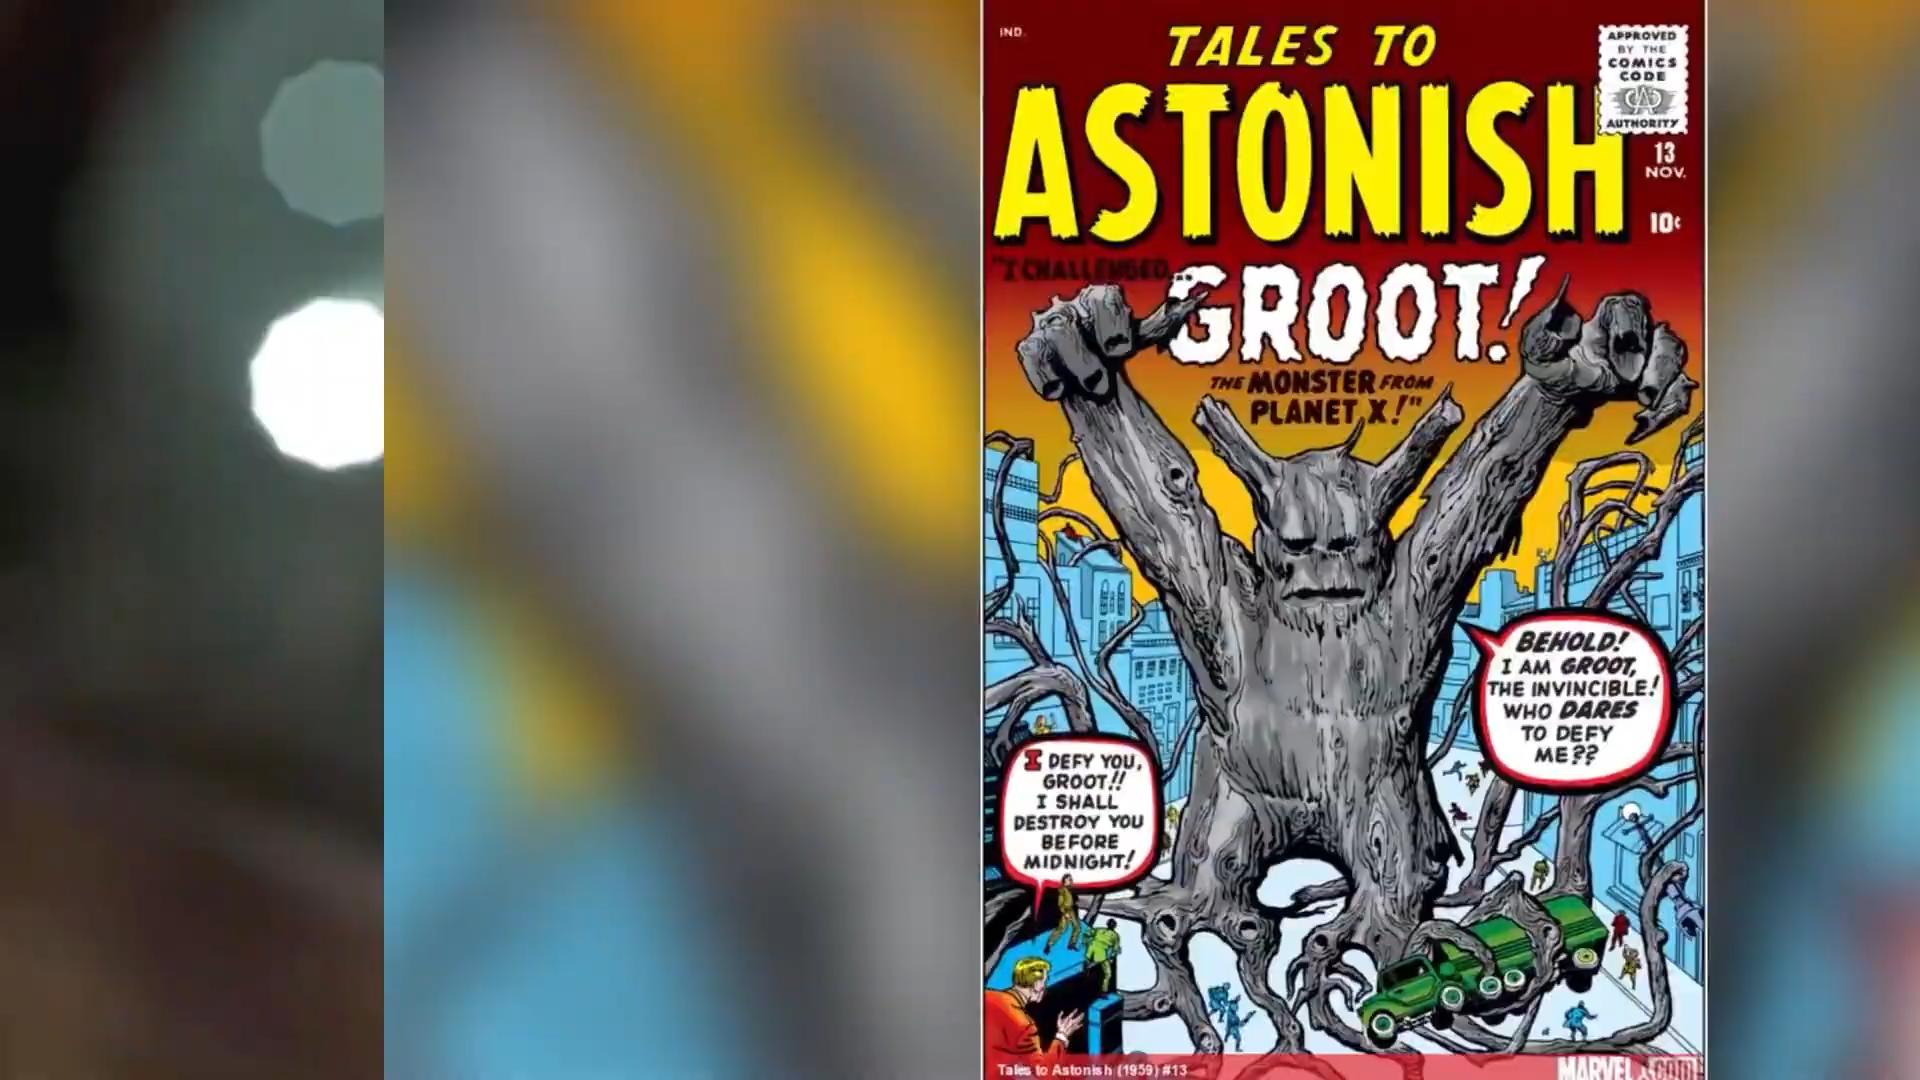 IND.
TALES TO
ASTONISH
APPROVED
BY THE
COMICS
CODE
CA
AUTHORITY
13
NOV.
10¢
"I CHALLENGED...
GROOT!
THE MONSTER FROM
PLANET X!"
BEHOLD!
I AM GROOT,
THE INVINCIBLE!
WHO DARES
TO DEFY
ME??
I DEFY YOU,
GROOT!!
I SHALL
DESTROY YOU
BEFORE
MIDNIGHT!
Tales to Astonish (1959) #13
MARVEL.com